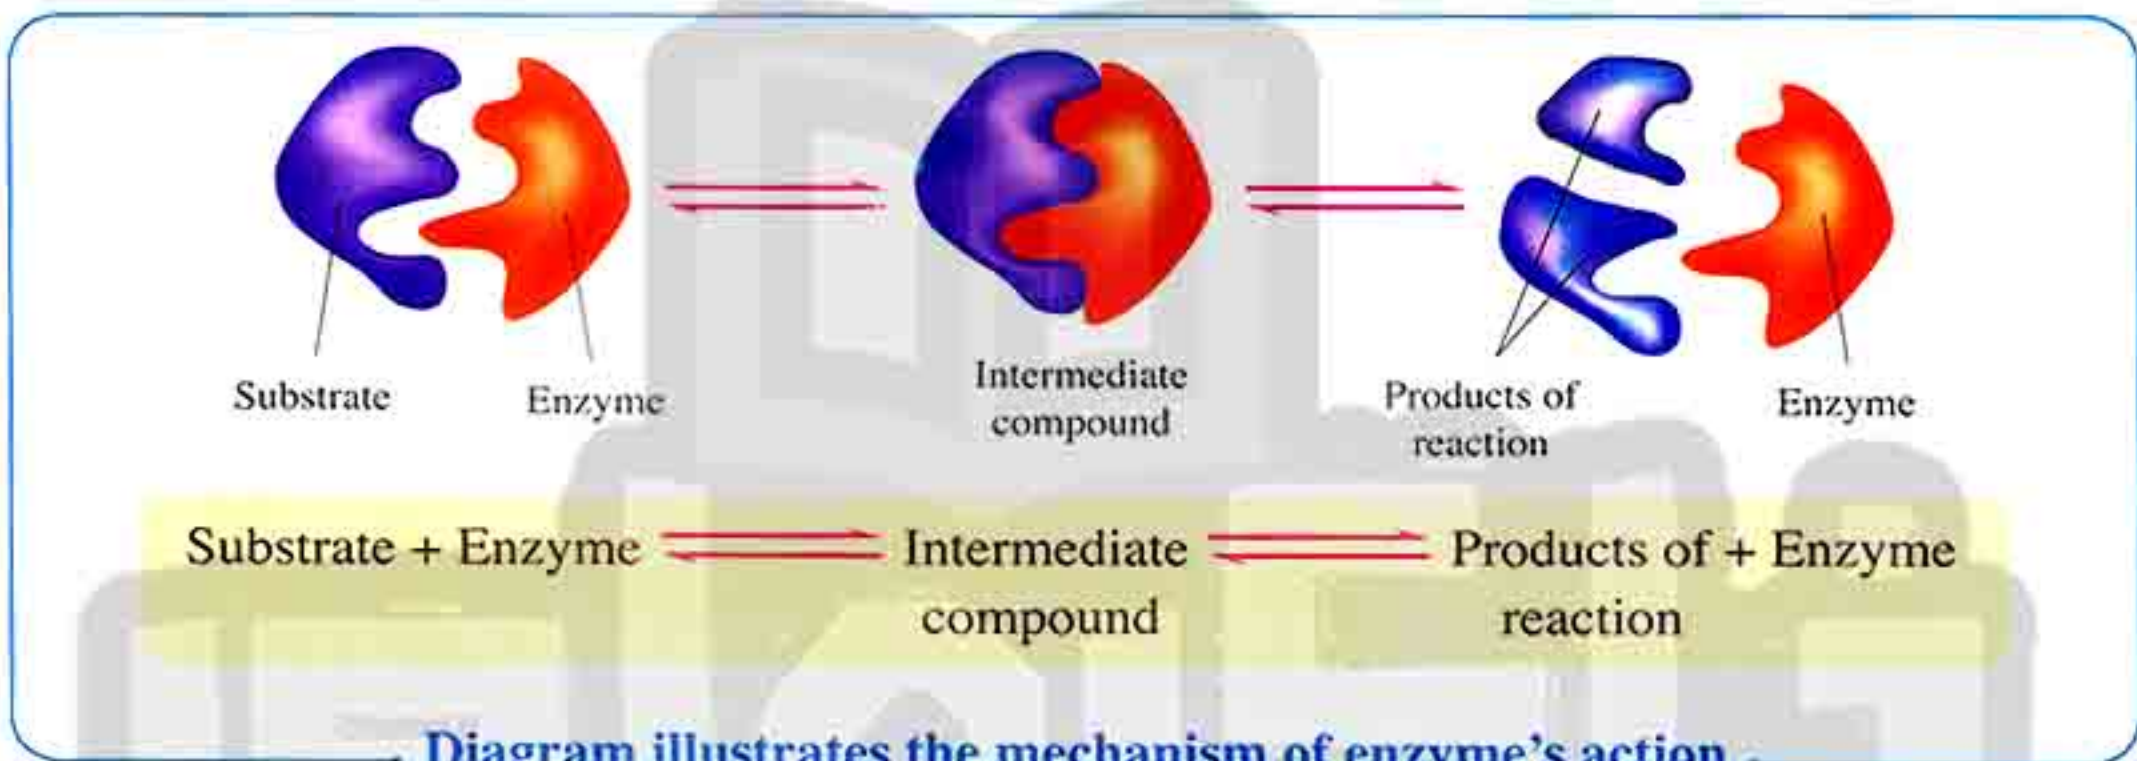 Substrate
Enzyme
Intermediate
compound
Products of
reaction
Enzyme
Substrate + Enzyme ⇌ Intermediate ⇌ Products of + Enzyme
compound reaction
Diagram illustrates the mechanism of enzyme's action